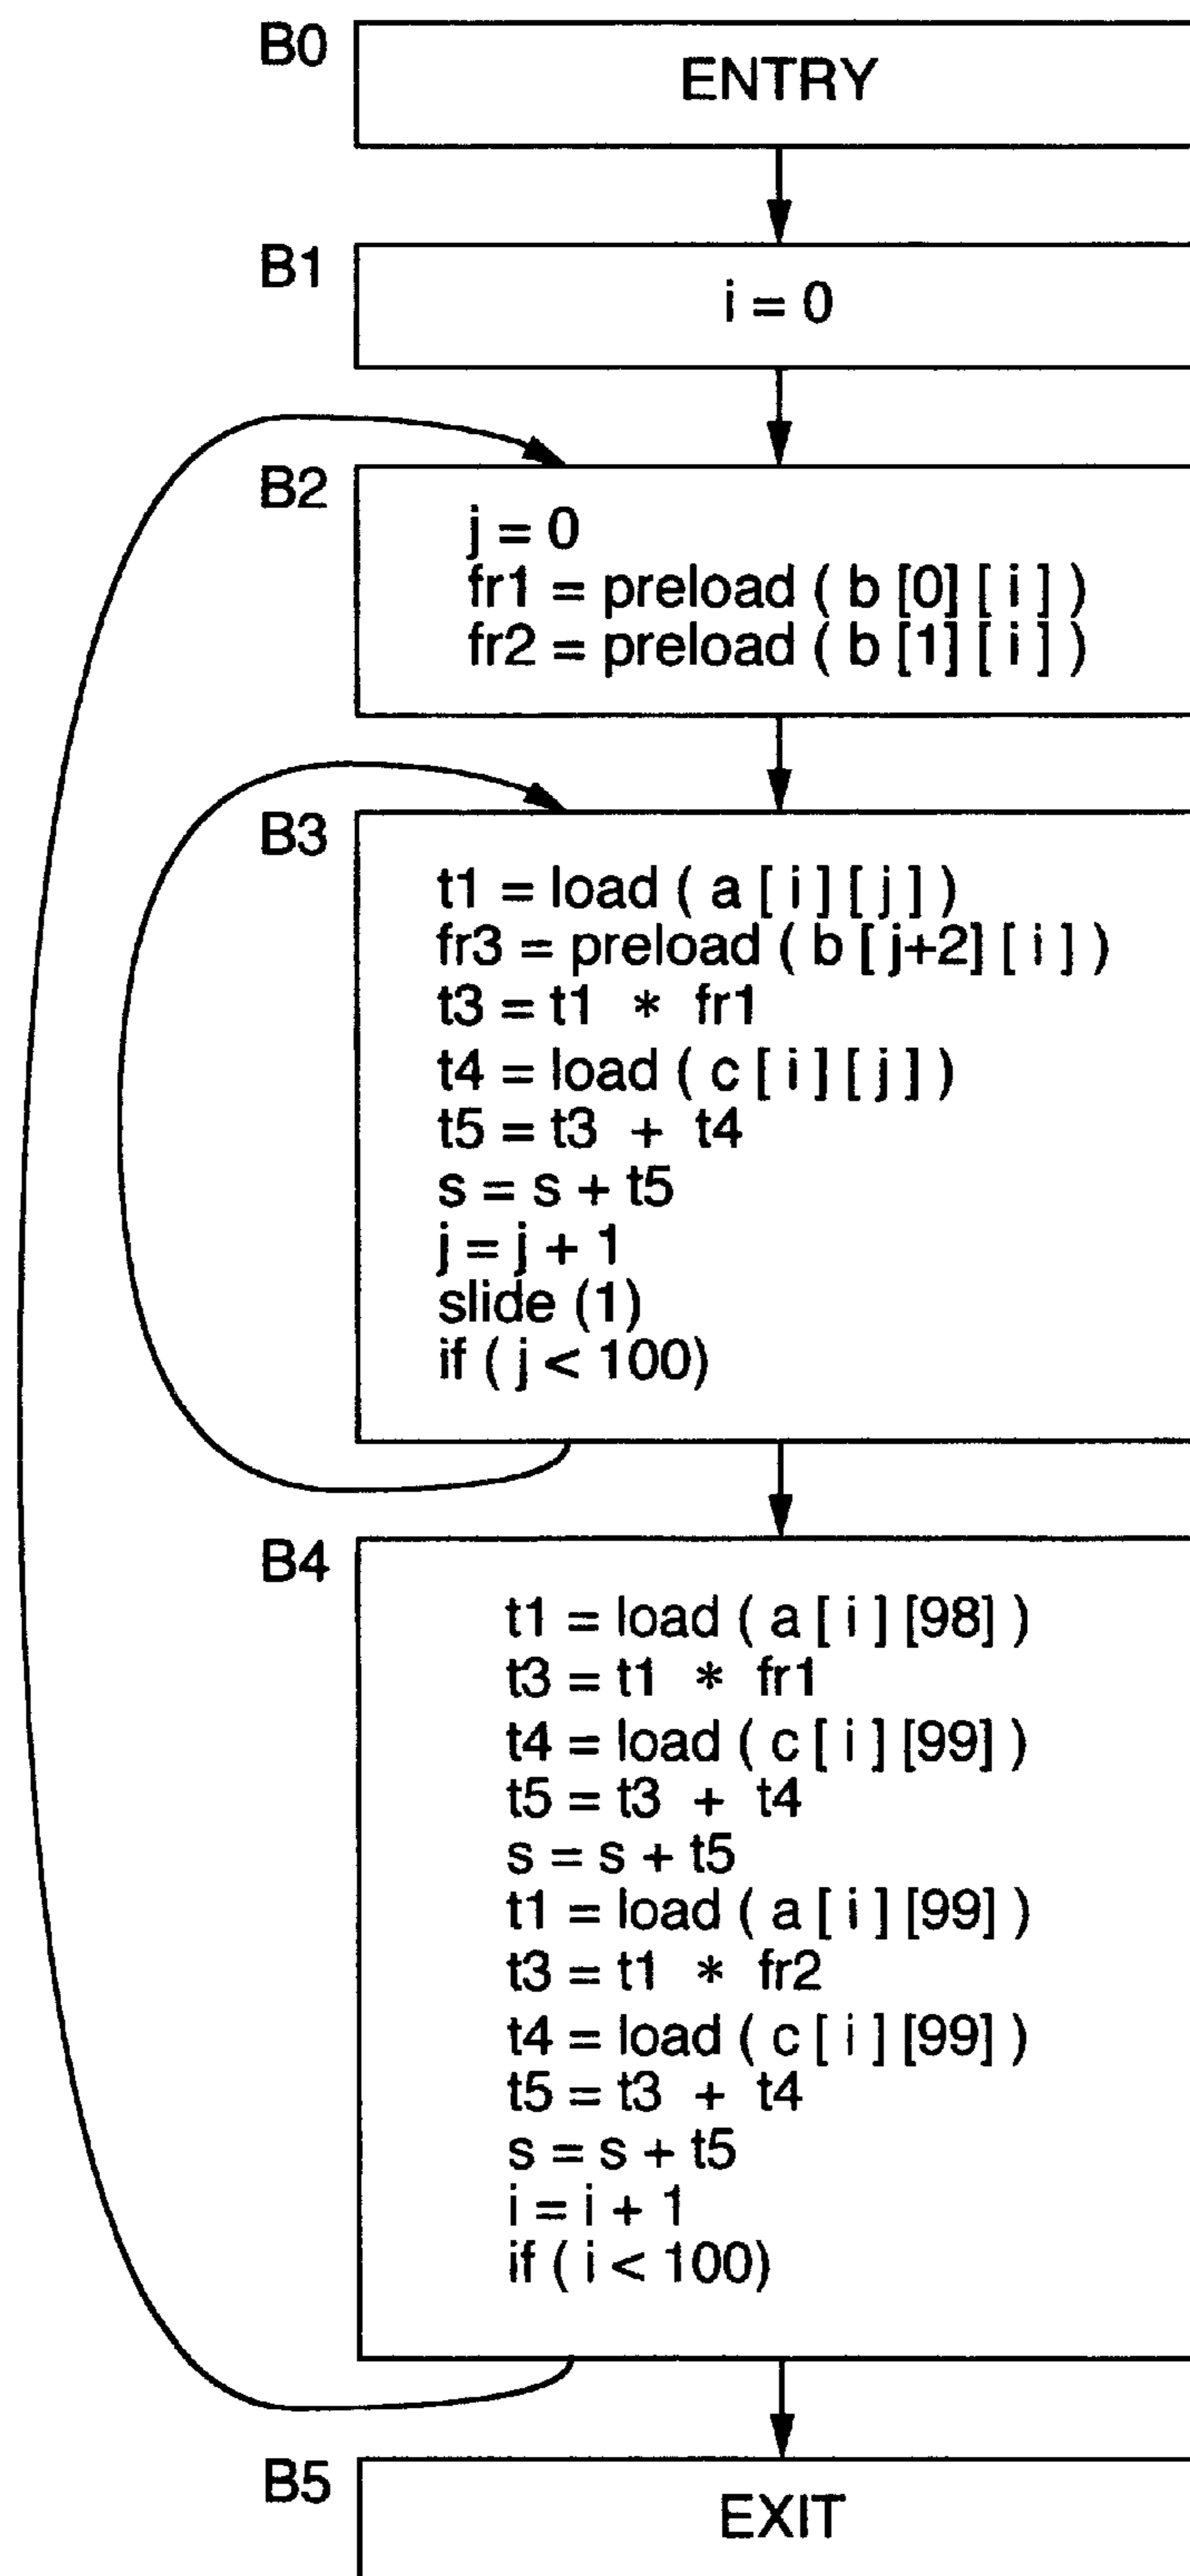 B0
ENTRY
B1
i = 0
B2
j = 0
fr1 = preload ( b [0] [ i ] )
fr2 = preload ( b [1] [ i ] )
B3
t1 = load ( a [ i ] [ j ] )
fr3 = preload ( b [ j+2] [ i ] )
t3 = t1 * fr1
t4 = load ( c [ i ] [ j ] )
t5 = t3 + t4
s = s + t5
j = j + 1
slide (1)
if ( j < 100)
B4
t1 = load ( a [ i ] [98] )
t3 = t1 * fr1
t4 = load ( c [ i ] [99] )
t5 = t3 + t4
s = s + t5
t1 = load ( a [ i ] [99] )
t3 = t1 * fr2
t4 = load ( c [ i ] [99] )
t5 = t3 + t4
s = s + t5
i = i + 1
if ( i < 100)
B5
EXIT